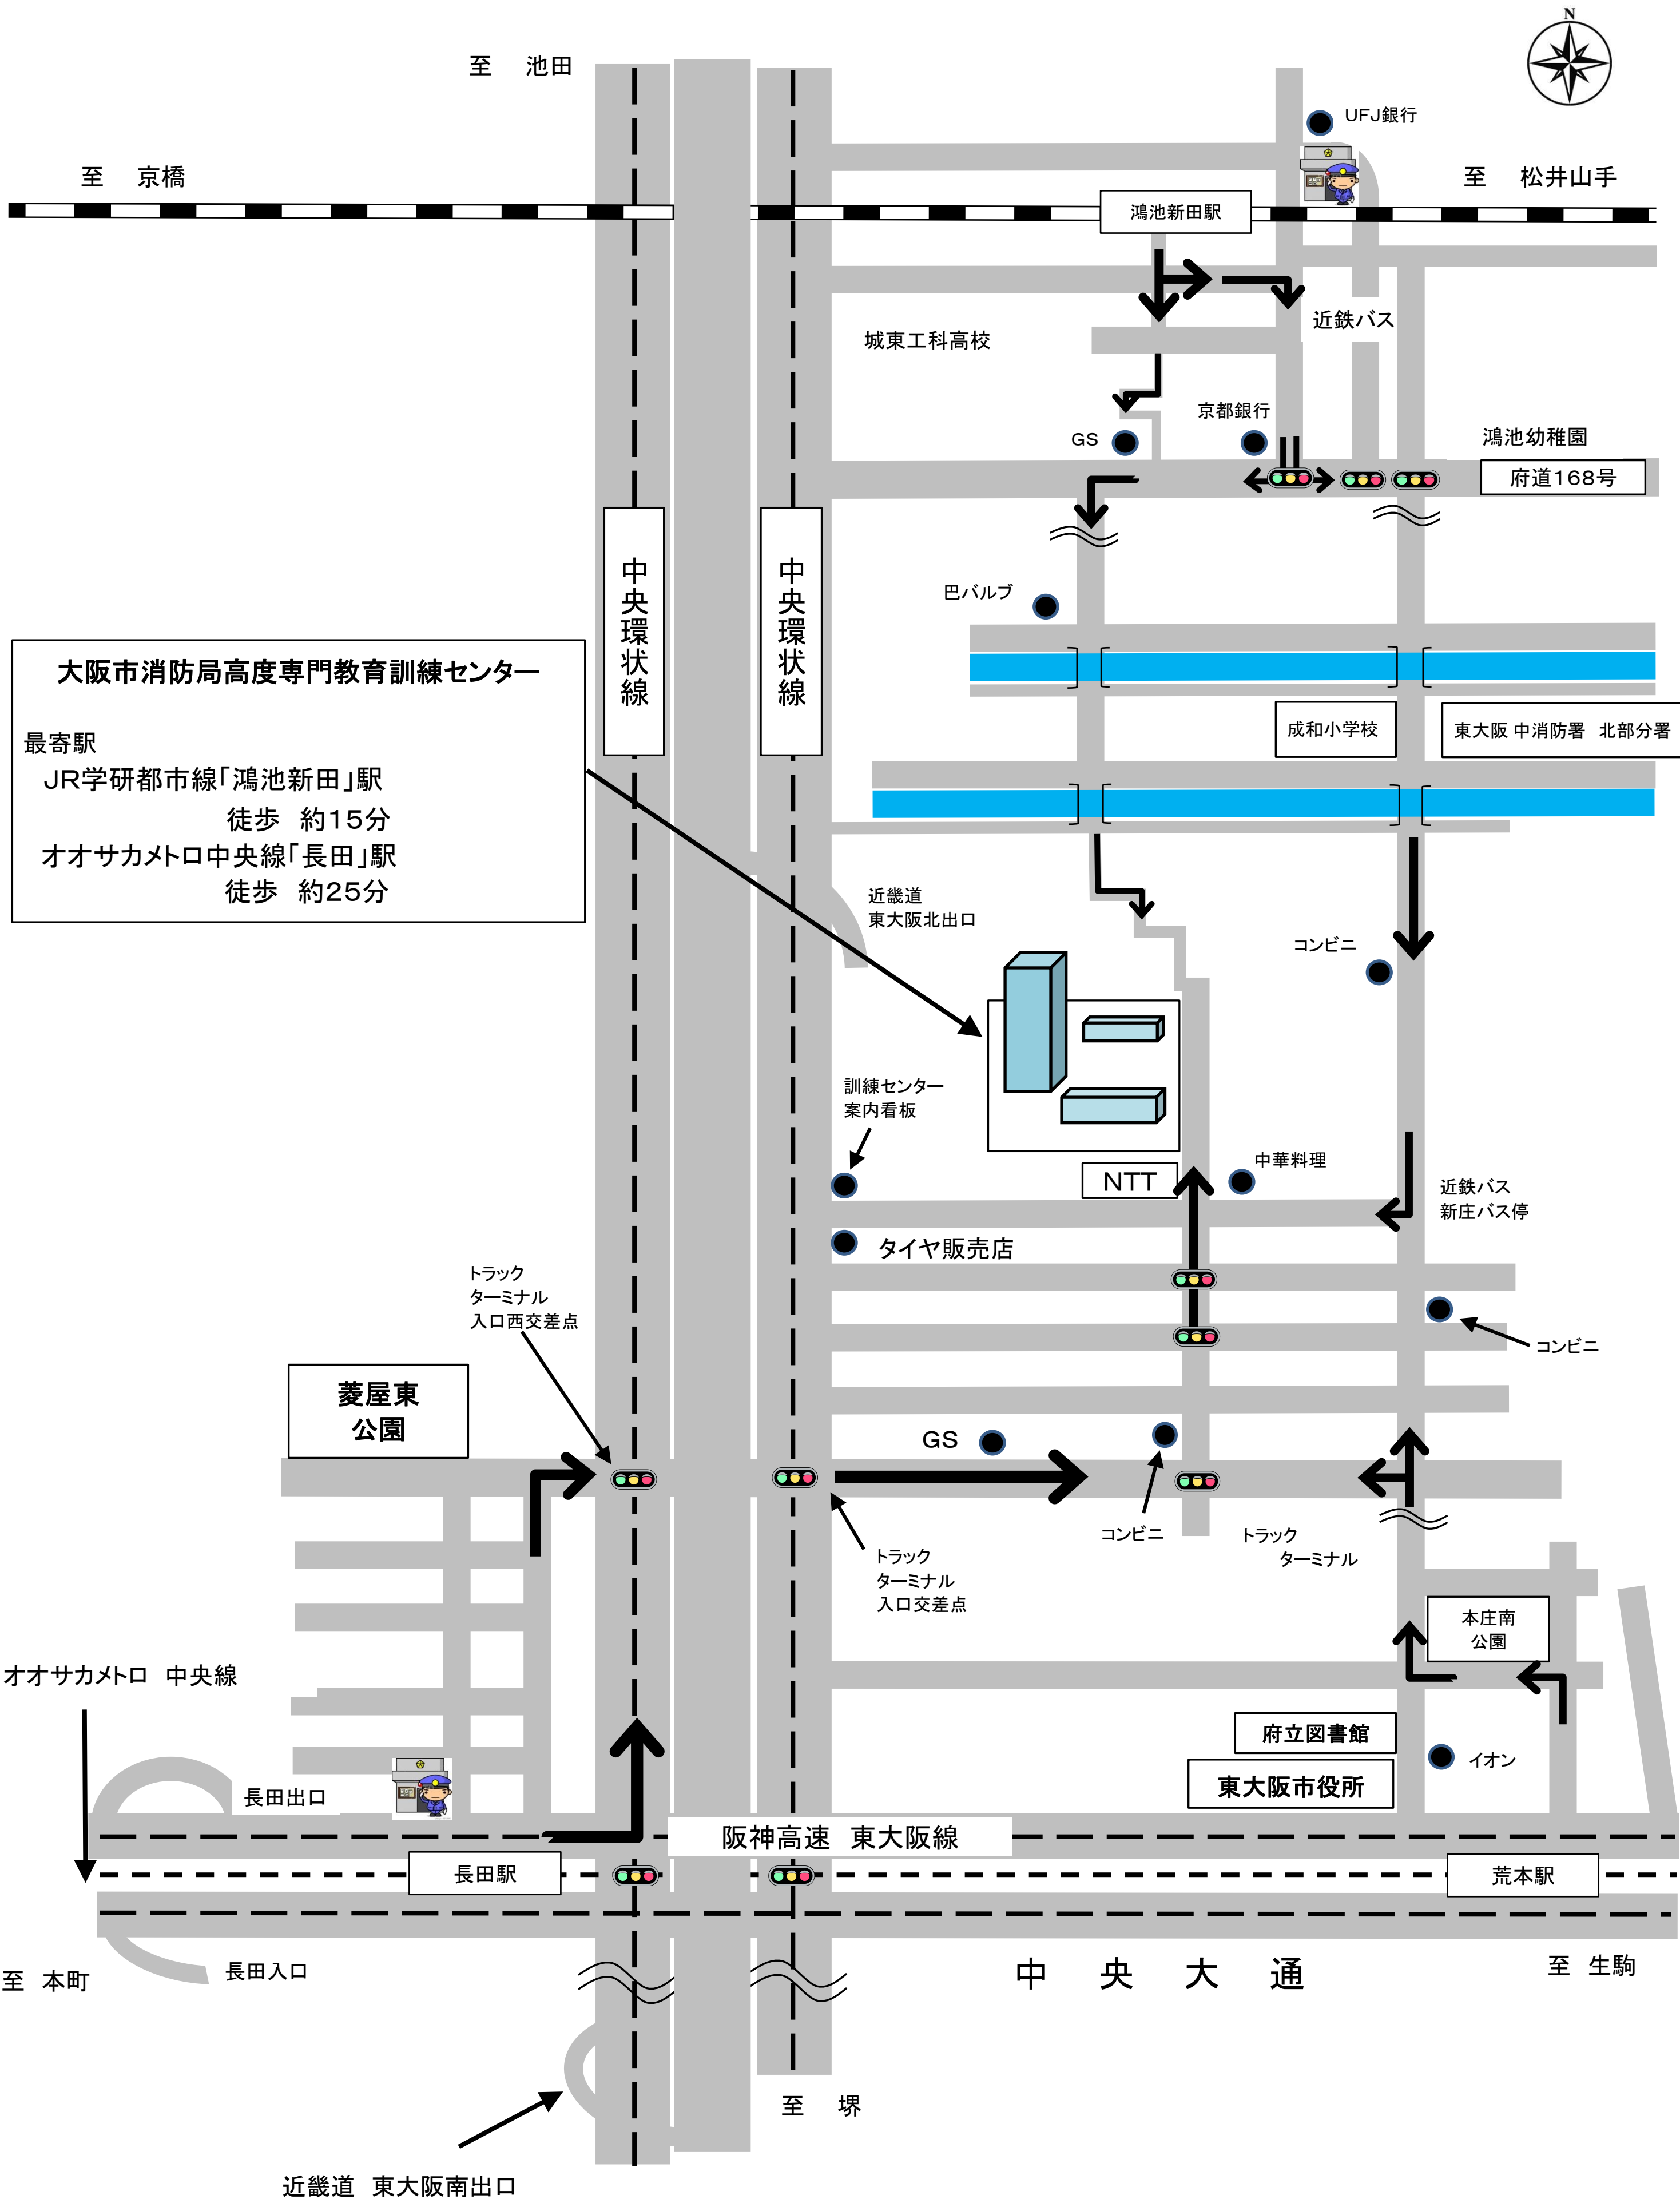 N
至 池田
UFJ銀行
至 京橋
至 松井山手
鴻池新田駅
近鉄バス
城東工科高校
京都銀行
GS
鴻池幼稚園
府道168号
中央環状線
中央環状線
巴バルブ
大阪市消防局高度専門教育訓練センター
最寄駅
JR学研都市線「鴻池新田」駅
徒歩 約15分
オオサカメトロ中央線「長田」駅
徒歩 約25分
成和小学校
東大阪 中消防署 北部分署
近畿道
東大阪北出口
コンビニ
訓練センター
案内看板
NTT
中華料理
近鉄バス
新庄バス停
タイヤ販売店
トラック
ターミナル
入口西交差点
コンビニ
菱屋東
公園
GS
コンビニ
トラック
ターミナル
トラック
ターミナル
入口交差点
本庄南
公園
オオサカメトロ 中央線
府立図書館
東大阪市役所
イオン
長田出口
阪神高速 東大阪線
長田駅
荒本駅
至 本町
長田入口
中央大通
至 生駒
至 堺
近畿道 東大阪南出口